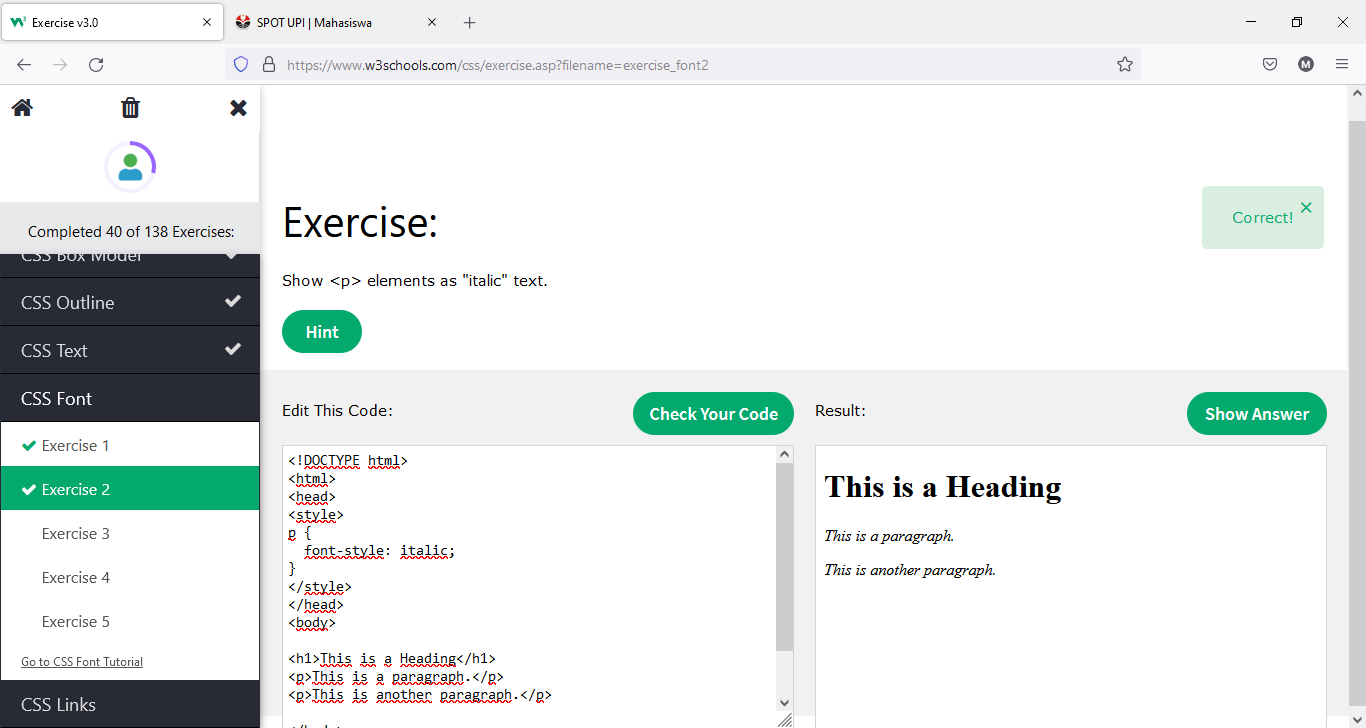 Exercise v3.0
SPOT UPI | Mahasiswa
https://www.w3schools.com/css/exercise.asp?filename=exercise_font2
M
Completed 40 of 138 Exercises:
CSS Box Model
CSS Outline
CSS Text
CSS Font
Exercise 1
Exercise 2
Exercise 3
Exercise 4
Exercise 5
Go to CSS Font Tutorial
CSS Links
Exercise:
Correct!
Show <p> elements as "italic" text.
Hint
Edit This Code:
Check Your Code
<!DOCTYPE html>
<html>
<head>
<style>
p {
  font-style: italic;
}
</style>
</head>
<body>
<h1>This is a Heading</h1>
<p>This is a paragraph.</p>
<p>This is another paragraph.</p>
Result:
Show Answer
This is a Heading
This is a paragraph.
This is another paragraph.